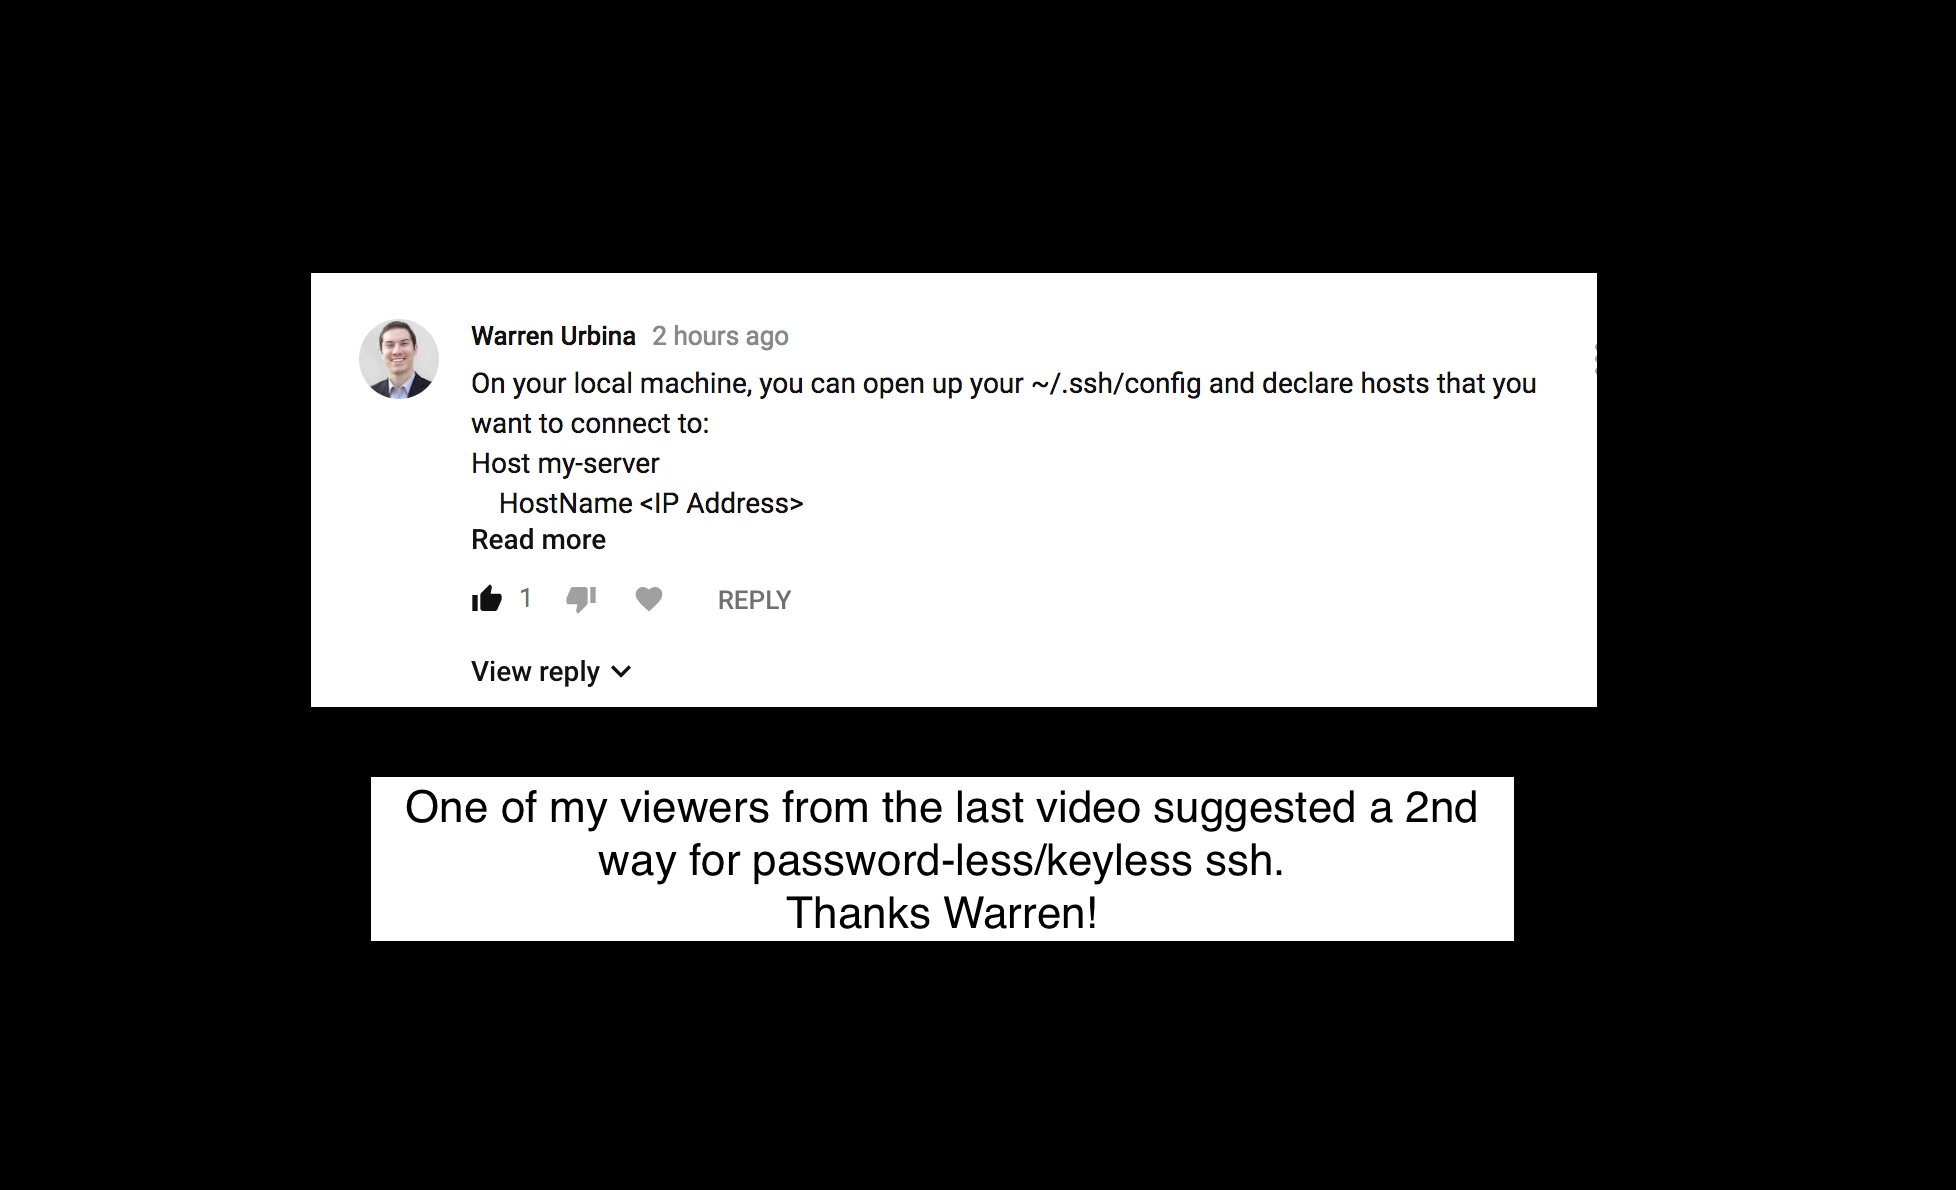 Warren Urbina 2 hours ago
On your local machine, you can open up your ~/.ssh/config and declare hosts that you
want to connect to:
Host my-server
HostName <IP Address>
Read more
1 REPLY
View reply
One of my viewers from the last video suggested a 2nd
way for password-less/keyless ssh.
Thanks Warren!